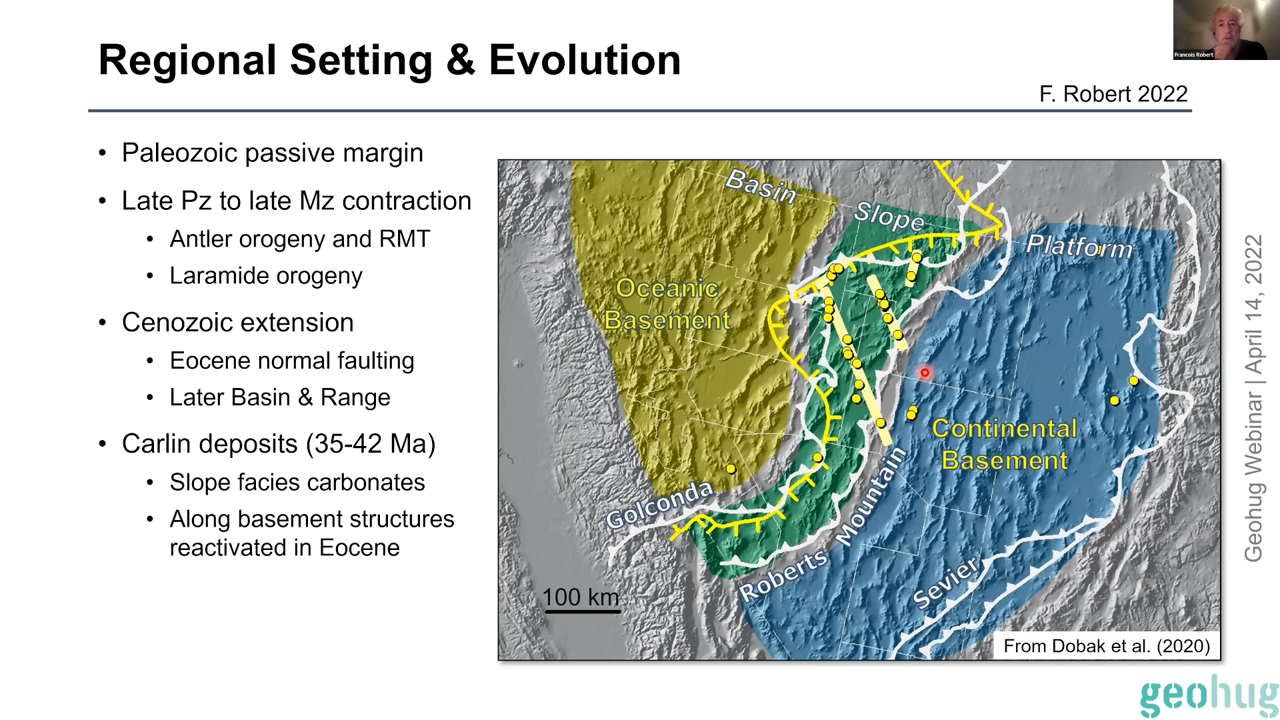 Regional Setting & Evolution
Francois Robert
F. Robert 2022
• Paleozoic passive margin
• Late Pz to late Mz contraction
• Antler orogeny and RMT
• Laramide orogeny
• Cenozoic extension
• Eocene normal faulting
• Later Basin & Range
• Carlin deposits (35-42 Ma)
• Slope facies carbonates
• Along basement structures
reactivated in Eocene
Basin
Slope
Platform
Oceanic
Basement
Continental
Basement
Golconda
Roberts Mountain
Sevier
100 km
From Dobak et al. (2020)
Geohug Webinar | April 14, 2022
geohug